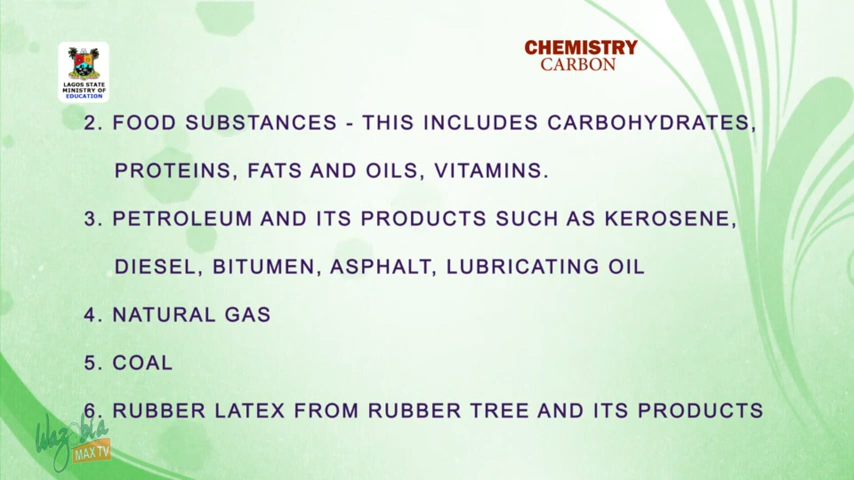 CHEMISTRY
CARBON
LAGOS STATE
MINISTRY OF
EDUCATION
2. FOOD SUBSTANCES - THIS INCLUDES CARBOHYDRATES,
PROTEINS, FATS AND OILS, VITAMINS.
3. PETROLEUM AND ITS PRODUCTS SUCH AS KEROSENE,
DIESEL, BITUMEN, ASPHALT, LUBRICATING OIL
4. NATURAL GAS
5. COAL
6. RUBBER LATEX FROM RUBBER TREE AND ITS PRODUCTS
Wazobia
MAX TV